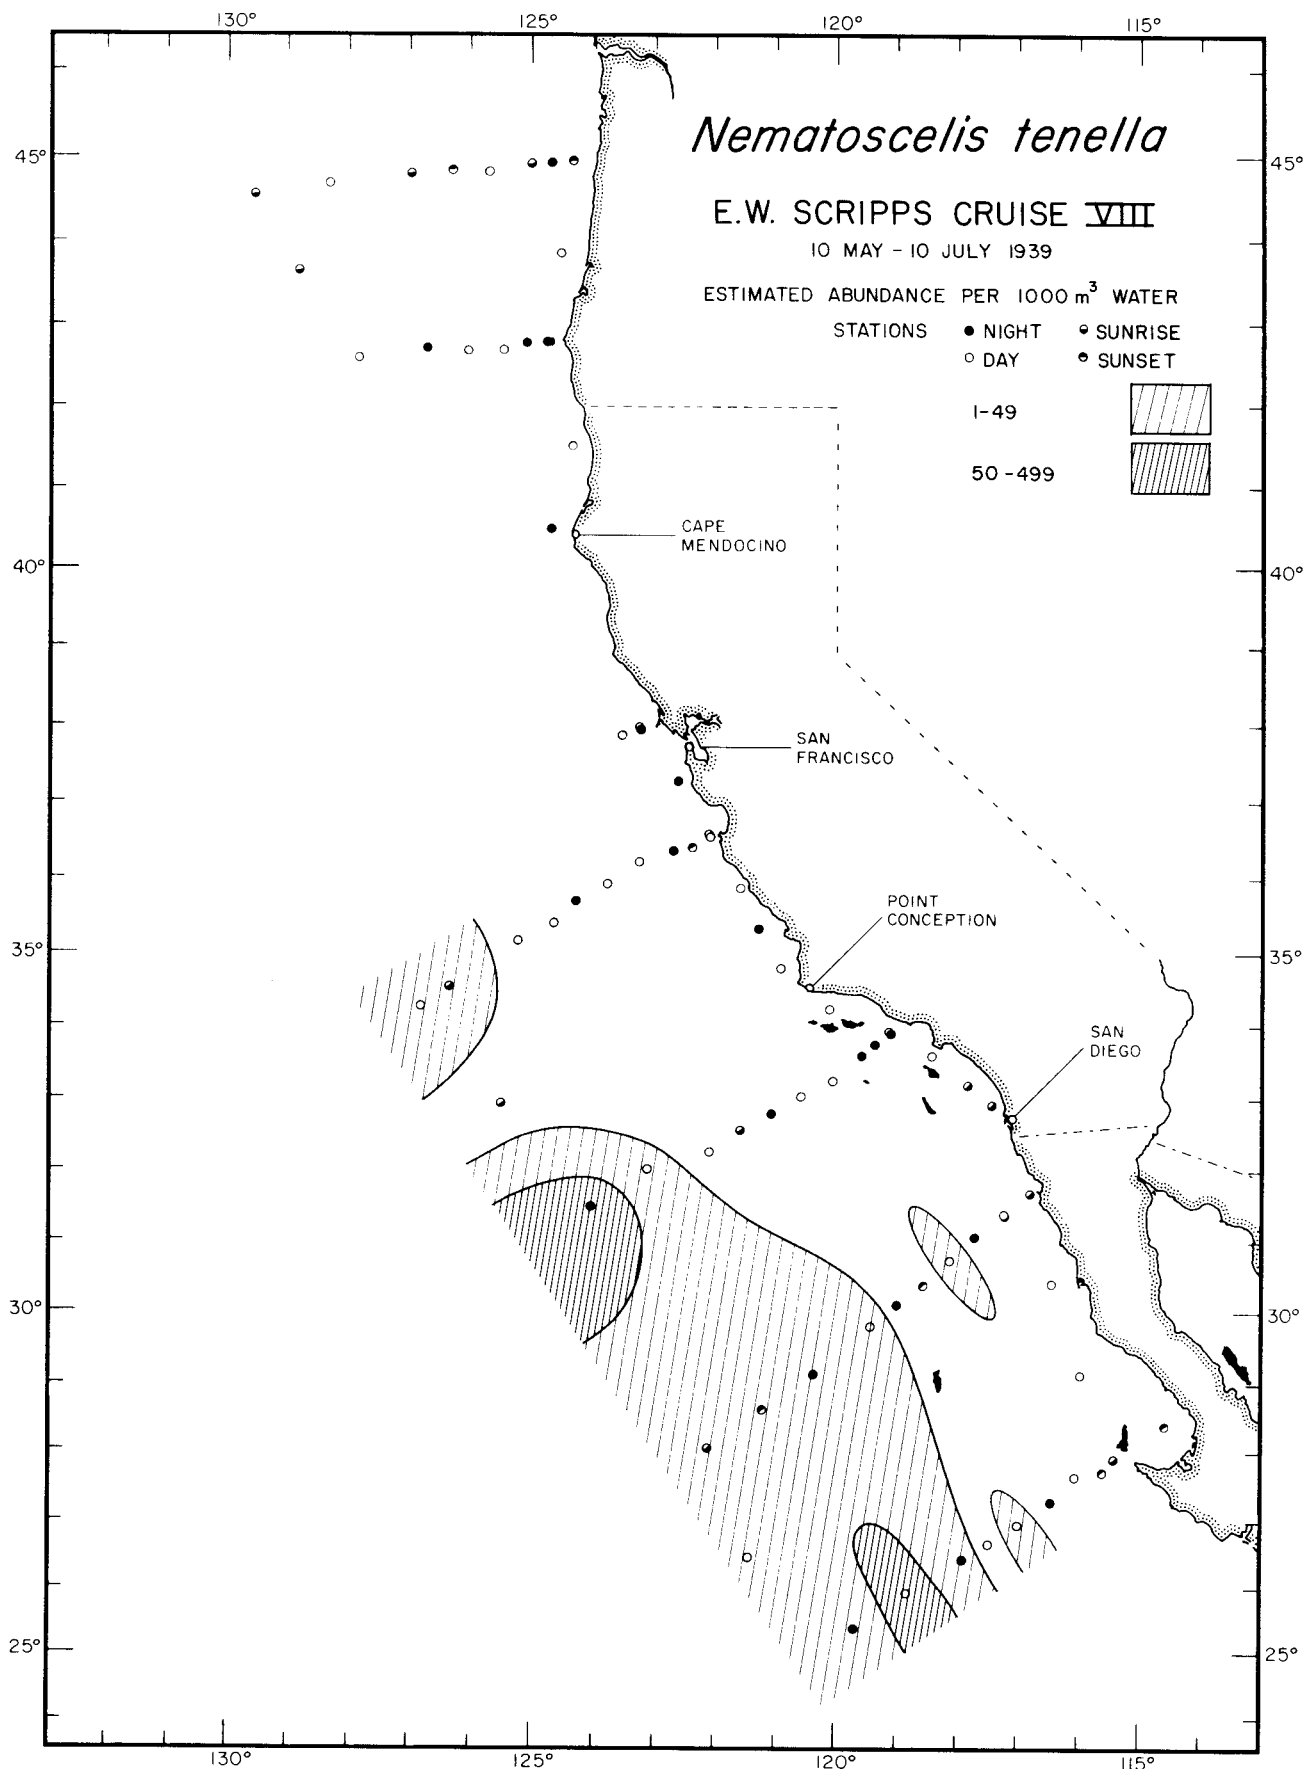 130° 125° 120° 115°
Nematoscelis tenella
45° 45°
E.W. SCRIPPS CRUISE VIII
10 MAY – 10 JULY 1939
ESTIMATED ABUNDANCE PER 1000 m³ WATER
STATIONS ● NIGHT SUNRISE
○ DAY SUNSET
1-49
50-499
CAPE
MENDOCINO
40° 40°
SAN
FRANCISCO
POINT
CONCEPTION
35° 35°
SAN
DIEGO
30° 30°
25° 25°
130° 125° 120° 115°